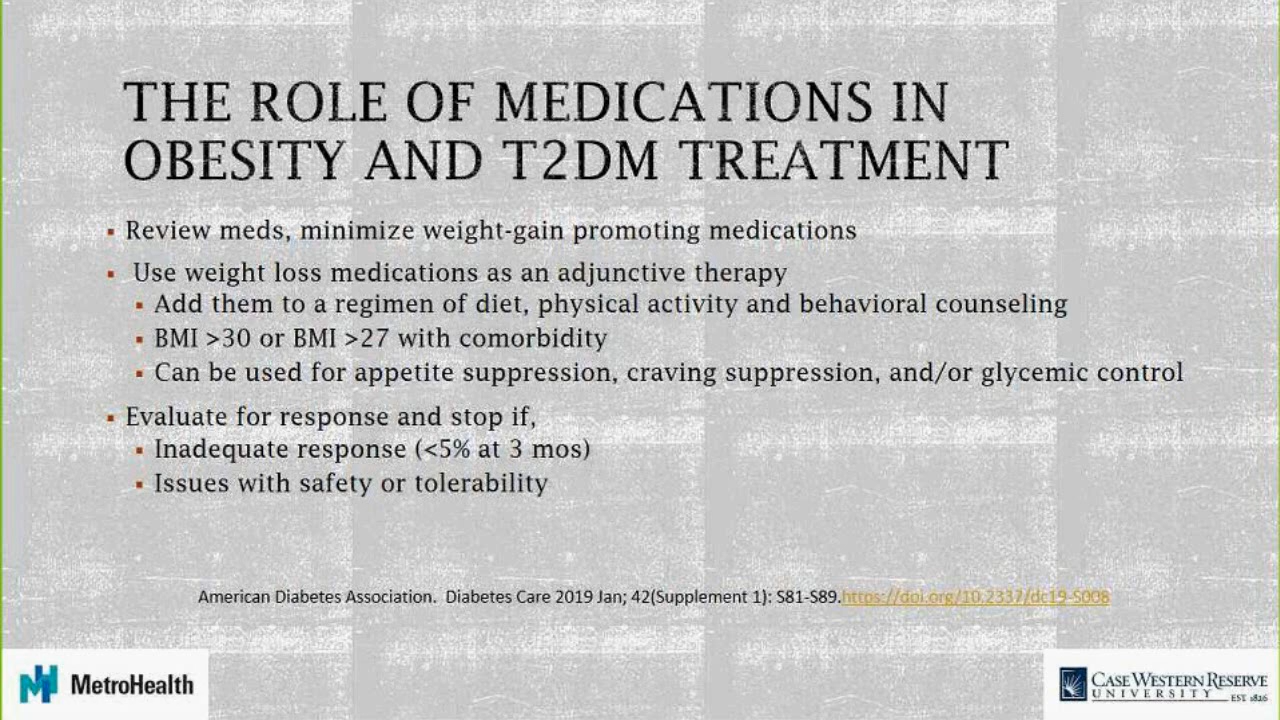 THE ROLE OF MEDICATIONS IN
OBESITY AND T2DM TREATMENT
▪ Review meds, minimize weight-gain promoting medications
▪ Use weight loss medications as an adjunctive therapy
▪ Add them to a regimen of diet, physical activity and behavioral counseling
▪ BMI >30 or BMI >27 with comorbidity
▪ Can be used for appetite suppression, craving suppression, and/or glycemic control
▪ Evaluate for response and stop if,
▪ Inadequate response (<5% at 3 mos)
▪ Issues with safety or tolerability
American Diabetes Association. Diabetes Care 2019 Jan; 42(Supplement 1): S81-S89.https://doi.org/10.2337/dc19-S008
MetroHealth
CASE WESTERN RESERVE
UNIVERSITY EST. 1826